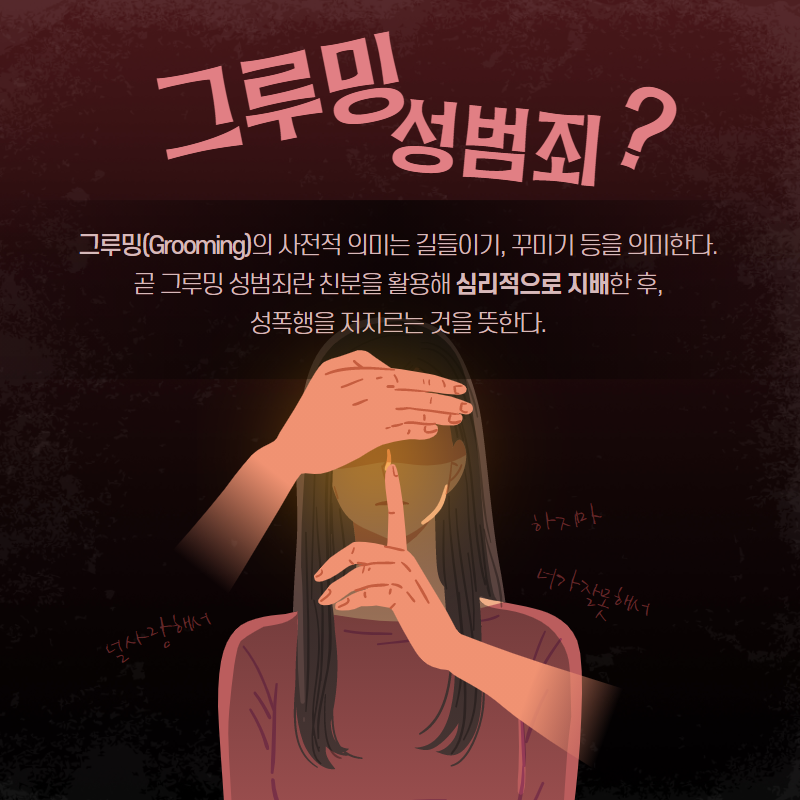 그루밍
성범죄?
그루밍(Grooming)의 사전적 의미는 길들이기, 꾸미기 등을 의미한다.
곧 그루밍 성범죄란 친분을 활용해 심리적으로 지배한 후,
성폭행을 저지르는 것을 뜻한다.
하지마
너가 잘못해서
널 사랑해서